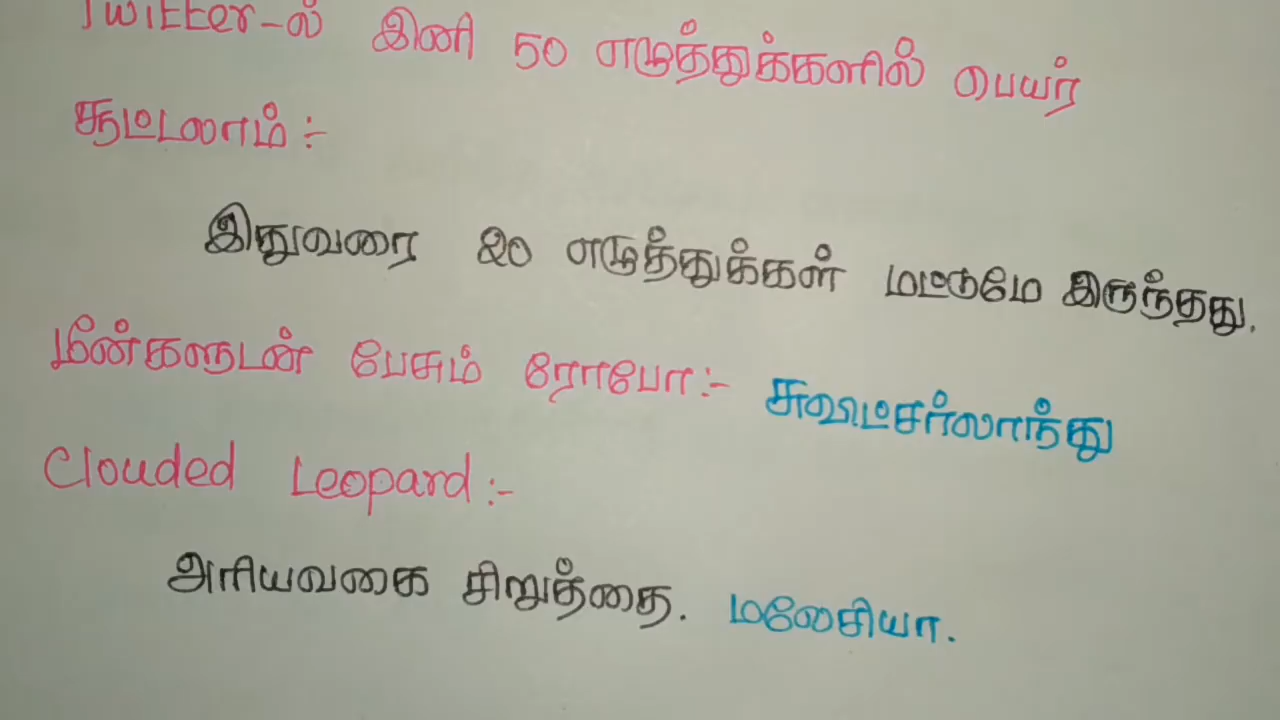 Twitter-ல் இனி 50 எழுத்துக்களில் பெயர்
சூட்டலாம் :-
இதுவரை 20 எழுத்துக்கள் மட்டுமே இருந்தது.
மீன்களுடன் பேசும் ரோபோ :- சுவிட்சர்லாந்து
Clouded Leopard :-
அரியவகை சிறுத்தை. மலேசியா.